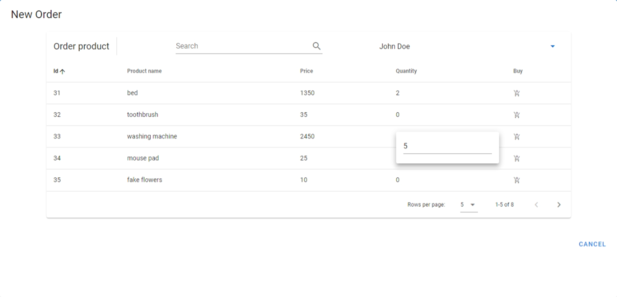 New Order
Order product Search John Doe
Id Product name Price Quantity Buy
31 bed 1350 2
32 toothbrush 35 0
33 washing machine 2450 5
34 mouse pad 25
35 fake flowers 10 0
Rows per page: 5 1-5 of 8
CANCEL